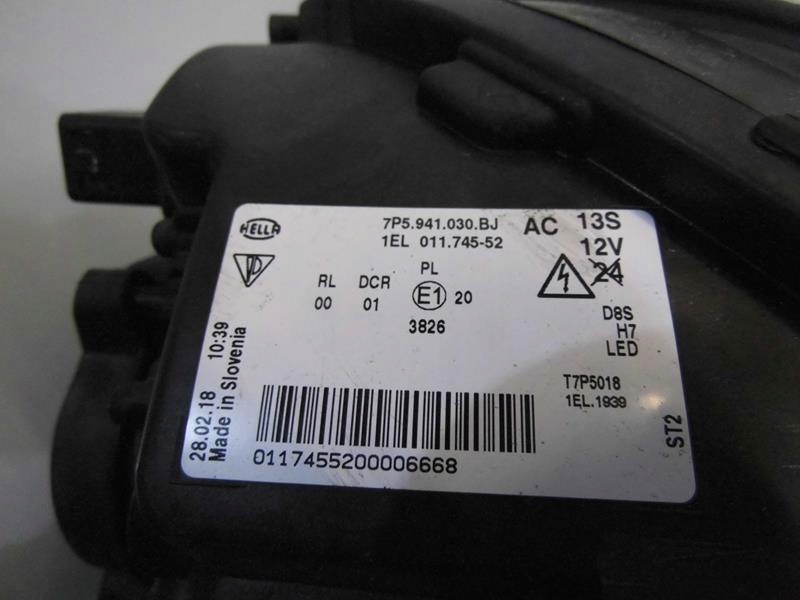 HELLA
7P5.941.030.BJ
1EL 011.745-52
AC
13S
12V
24
RL DCR PL
00 01 E1 20
3826
D8S
H7
LED
T7P5018
1EL.1939
ST2
28.02.18 10:39
Made in Slovenia
0117455200006668